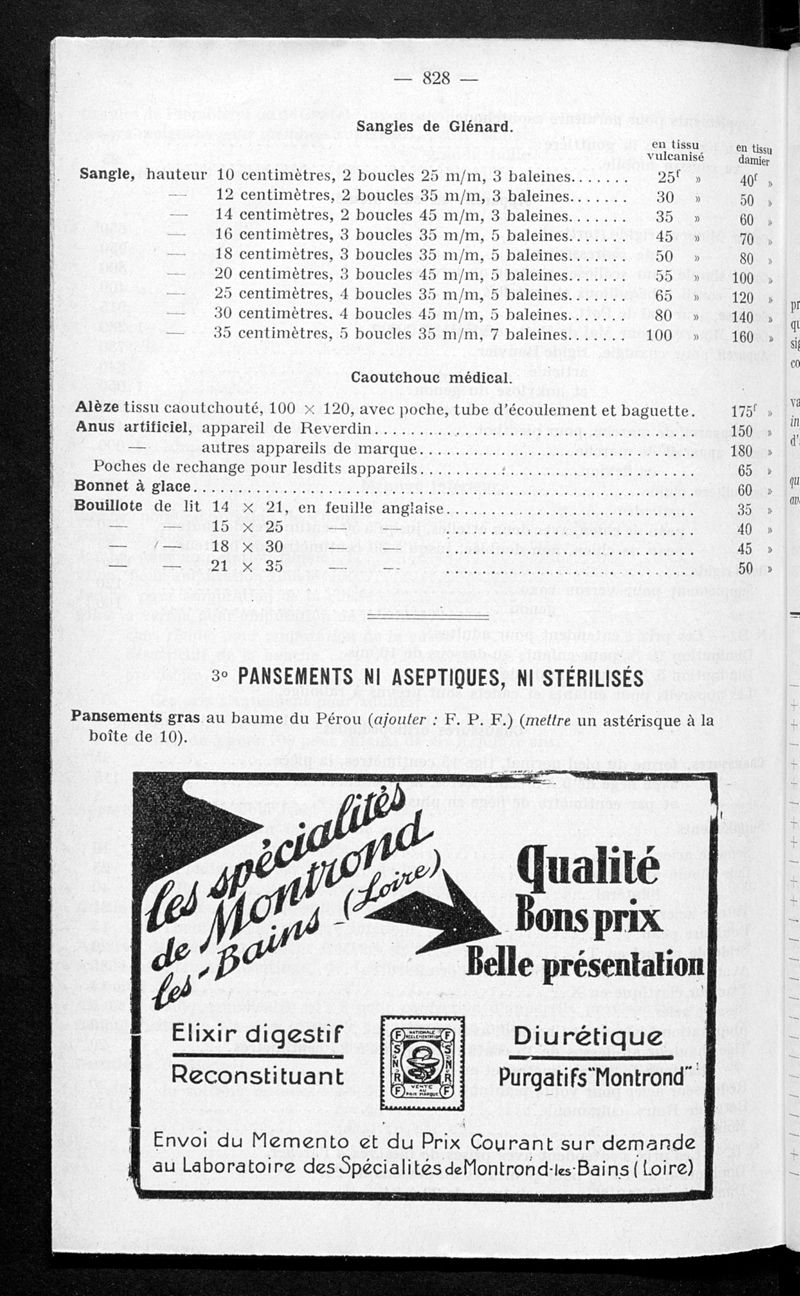 — 828 —
Sangles de Glénard.
en tissu vulcanisé en tissu damier
Sangle, hauteur 10 centimètres, 2 boucles 25 m/m, 3 baleines....... 25f » 40f »
— 12 centimètres, 2 boucles 35 m/m, 3 baleines....... 30 » 50 »
— 14 centimètres, 2 boucles 45 m/m, 3 baleines....... 35 » 60 »
— 16 centimètres, 3 boucles 35 m/m, 5 baleines....... 45 » 70 »
— 18 centimètres, 3 boucles 35 m/m, 5 baleines....... 50 » 80 »
— 20 centimètres, 3 boucles 45 m/m, 5 baleines....... 55 » 100 »
— 25 centimètres, 4 boucles 35 m/m, 5 baleines....... 65 » 120 »
— 30 centimètres. 4 boucles 45 m/m, 5 baleines....... 80 » 140 »
— 35 centimètres, 5 boucles 35 m/m, 7 baleines....... 100 » 160 »
Caoutchouc médical.
Alèze tissu caoutchouté, 100 × 120, avec poche, tube d'écoulement et baguette. 175f »
Anus artificiel, appareil de Reverdin........ 150 »
— autres appareils de marque........ 180 »
Poches de rechange pour lesdits appareils........ 65 »
Bonnet à glace........ 60 »
Bouillote de lit 14 × 21, en feuille anglaise........ 35 »
— — 15 × 25 — — ........ 40 »
— — 18 × 30 — — ........ 45 »
— — 21 × 35 — — ........ 50 »
3º PANSEMENTS NI ASEPTIQUES, NI STÉRILISÉS
Pansements gras au baume du Pérou (ajouter : F. P. F.) (mettre un astérisque à la
boîte de 10).
les spécialités
de Montrond
les-Bains (Loire)
Qualité
Bons prix
Belle présentation
Elixir digestif
Reconstituant
F NATIONALE F
RÉGLEMENTATION
S S
N N
R R
F VENTE AU PRIX MARQUÉ F
Diurétique
Purgatifs "Montrond"
Envoi du Memento et du Prix Courant sur demande
au Laboratoire des Spécialités de Montrond-les-Bains (Loire)